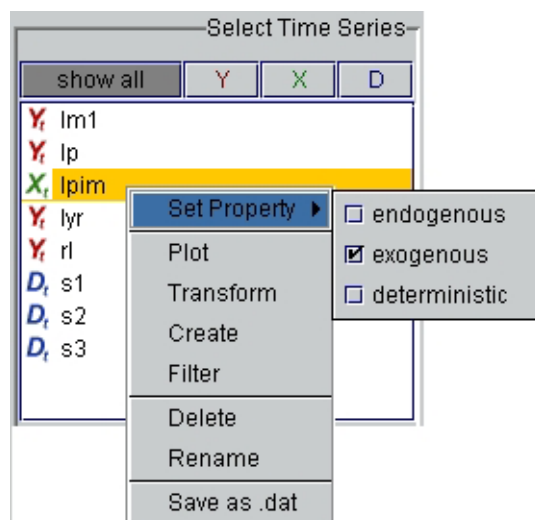 Select Time Series
show all Y X D
Yt lm1
Yt lp
Xt lpim
Yt lyr
Yt rl
Dt s1
Dt s2
Dt s3
Set Property
Plot
Transform
Create
Filter
Delete
Rename
Save as .dat
endogenous
exogenous
deterministic